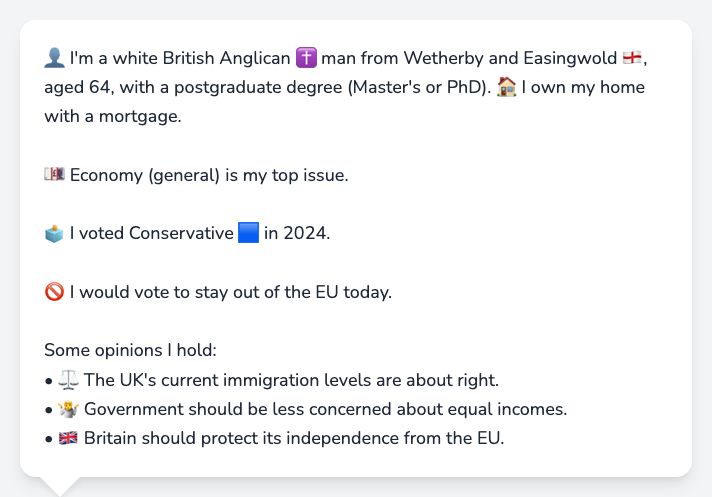 👤 I'm a white British Anglican ✝️ man from Wetherby and Easingwold 🏴󠁧󠁢󠁥󠁮󠁧󠁿,
aged 64, with a postgraduate degree (Master's or PhD). 🏠 I own my home
with a mortgage.
💷 Economy (general) is my top issue.
🗳️ I voted Conservative 🟦 in 2024.
🚫 I would vote to stay out of the EU today.
Some opinions I hold:
• ⚖️ The UK's current immigration levels are about right.
• 🤷 Government should be less concerned about equal incomes.
• 🇬🇧 Britain should protect its independence from the EU.